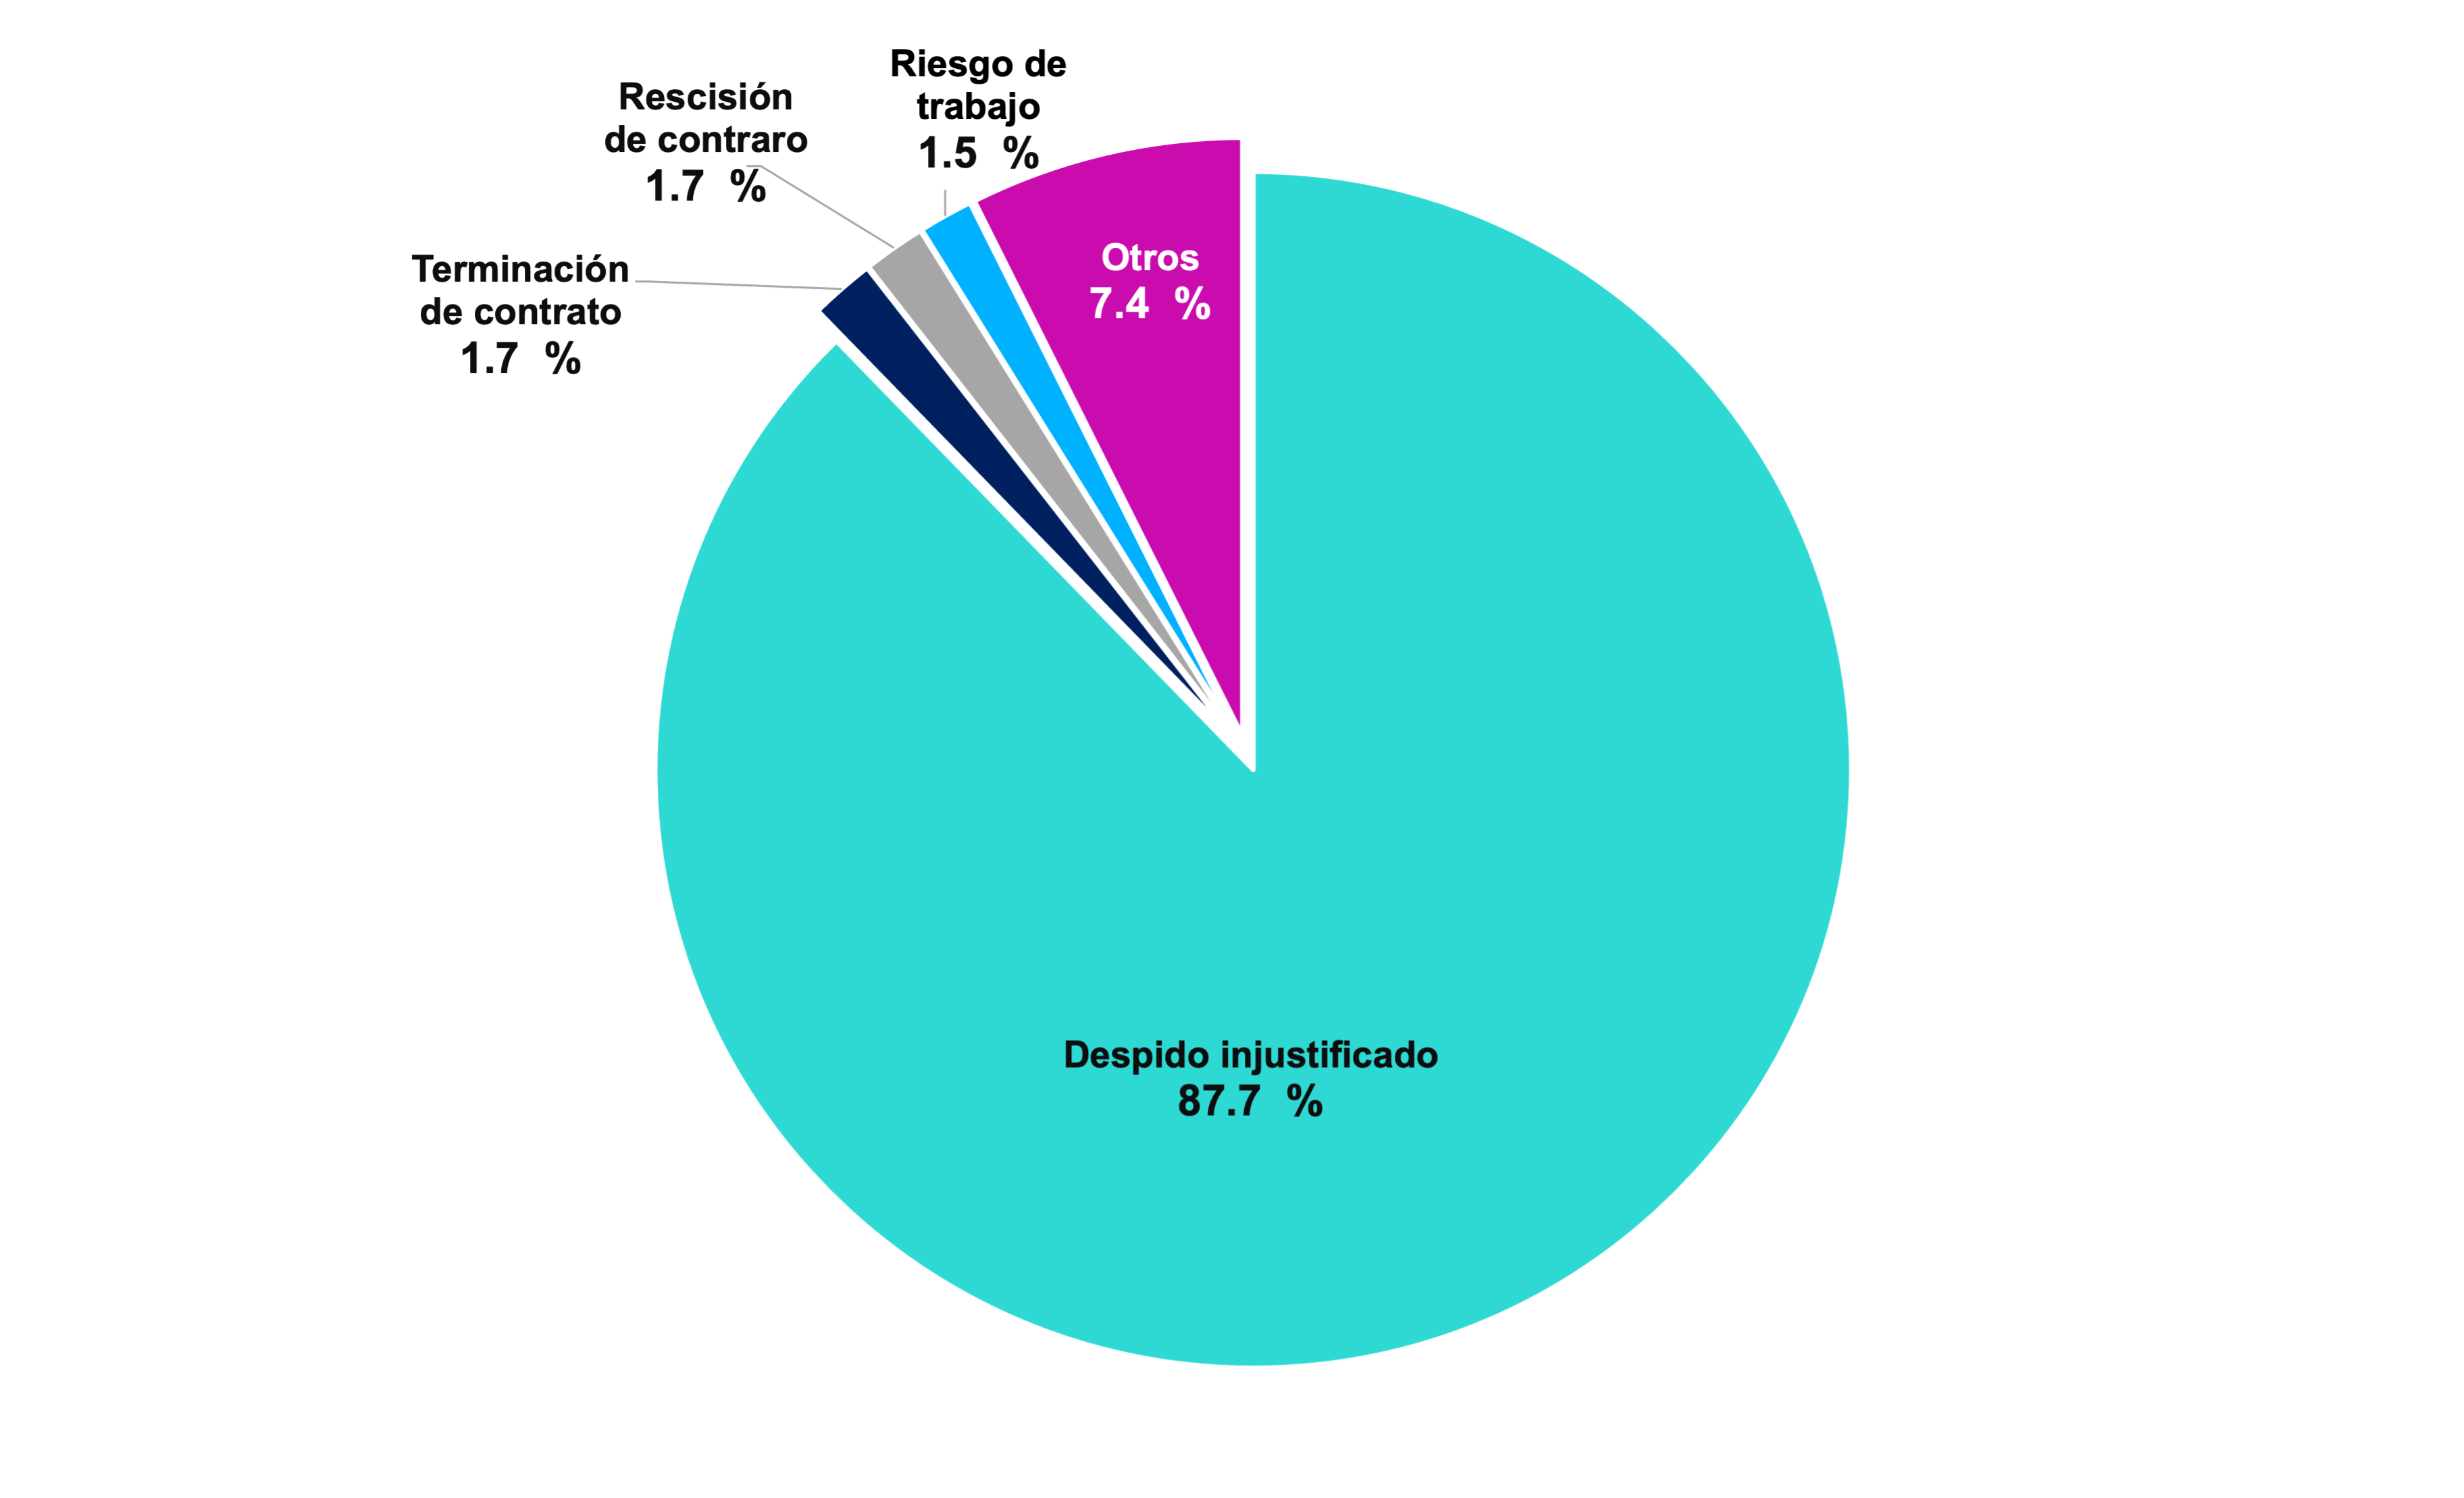 Riesgo de
trabajo
1.5 %
Rescisión
de contraro
1.7 %
Terminación
de contrato
1.7 %
Otros
7.4 %
Despido injustificado
87.7 %